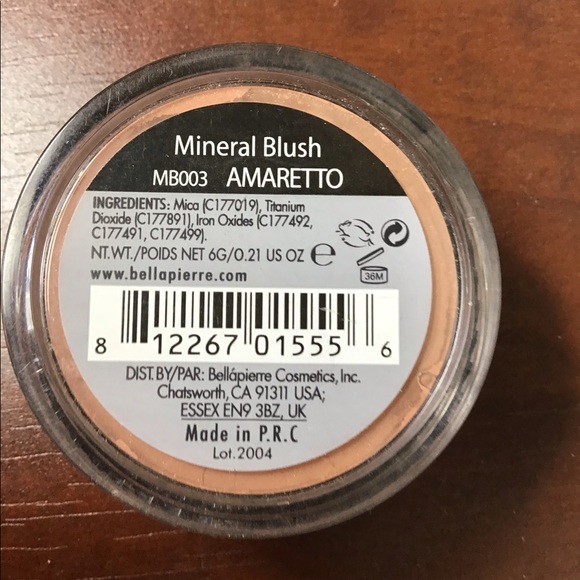 Mineral Blush
MB003 AMARETTO
INGREDIENTS: Mica (C177019), Titanium
Dioxide (C177891), Iron Oxides (C177492,
C177491, C177499).
NT.WT./POIDS NET 6G/0.21 US OZ ℮
www.bellapierre.com
36M
8 12267 01555 6
DIST.BY/PAR: Bellápierre Cosmetics, Inc.
Chatsworth, CA 91311 USA;
ESSEX EN9 3BZ, UK
Made in P.R.C
Lot.2004